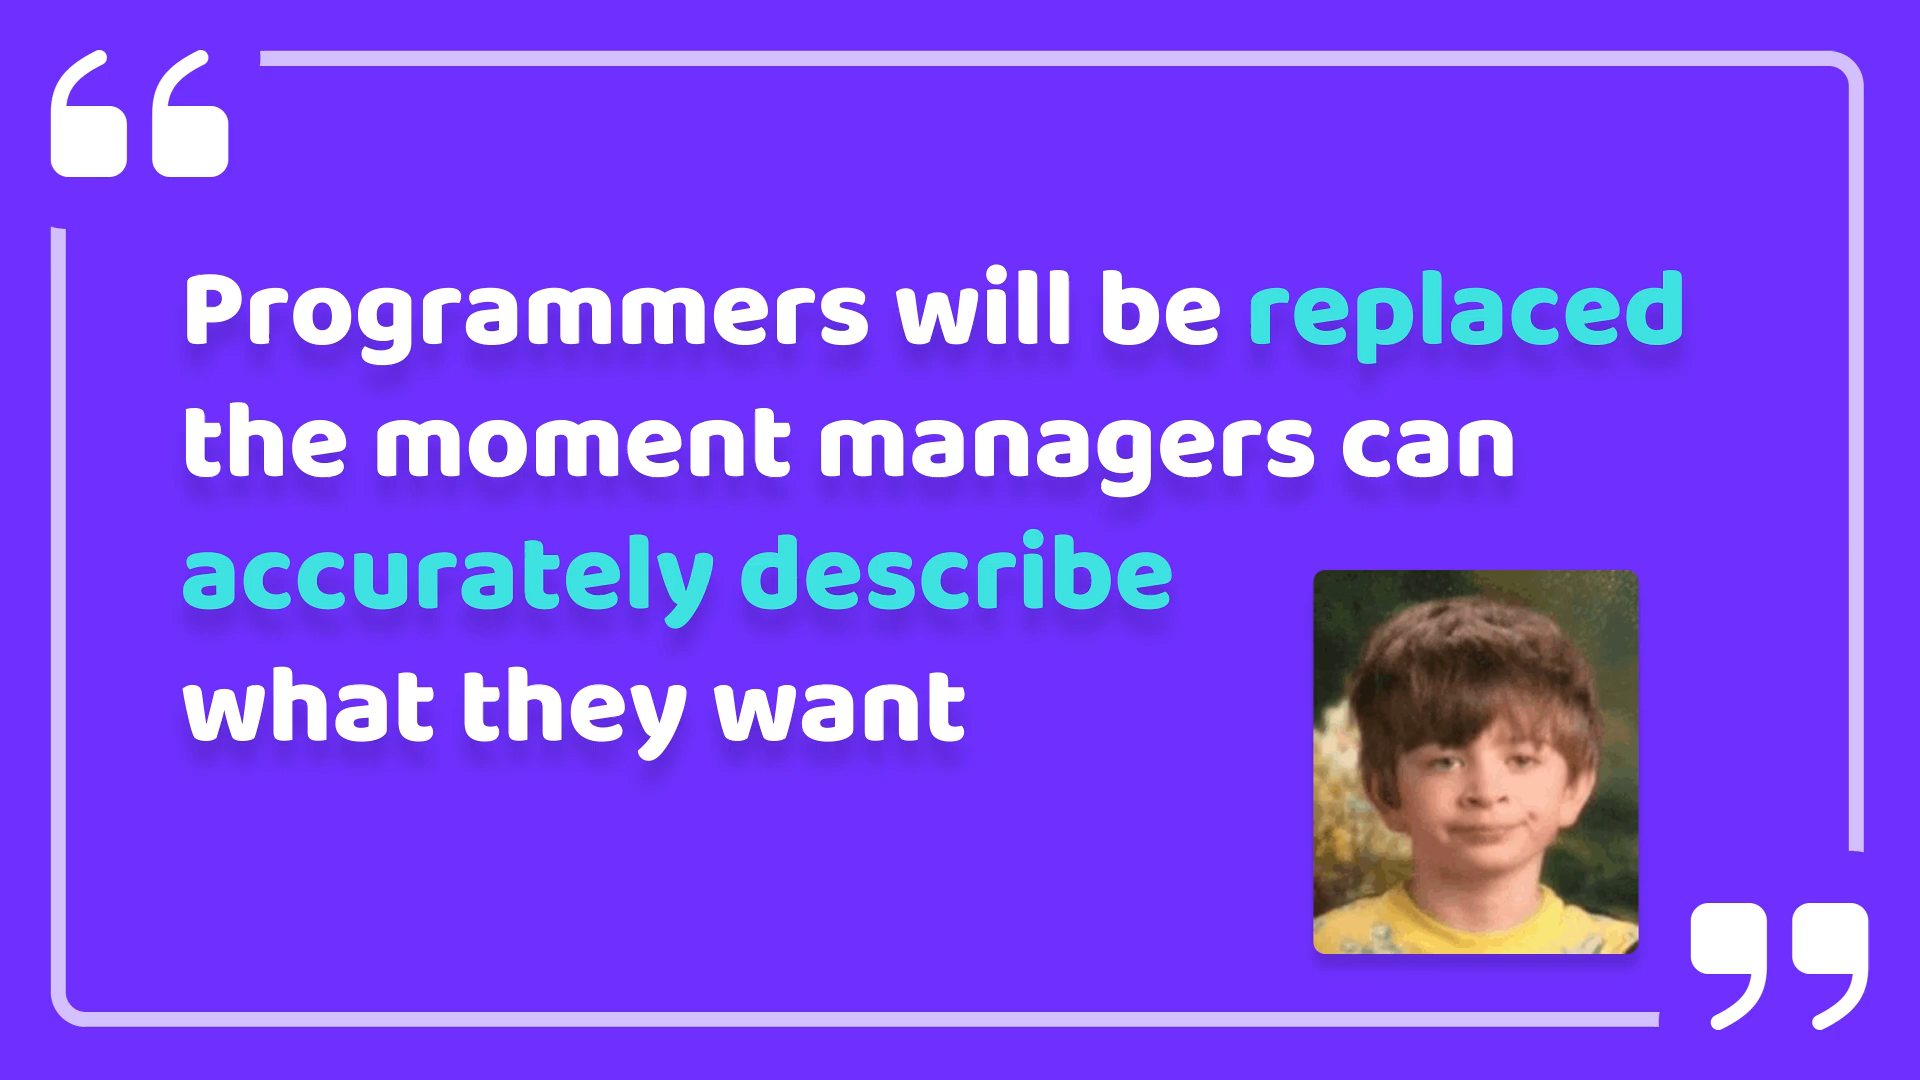 “
Programmers will be replaced
the moment managers can
accurately describe
what they want
”